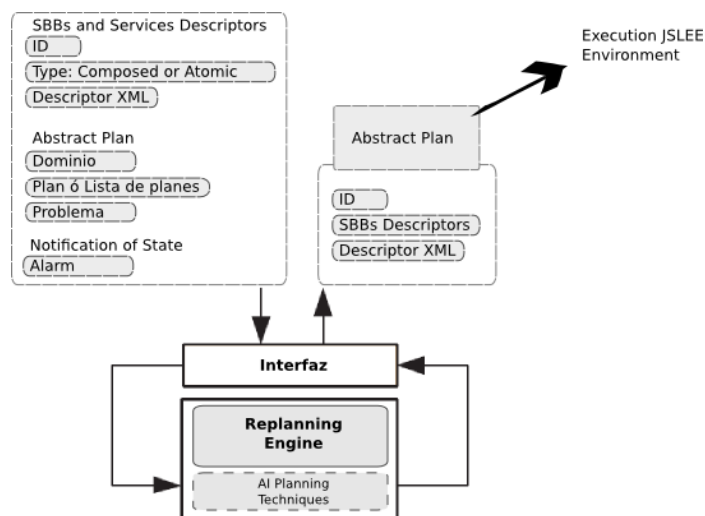 SBBs and Services Descriptors
ID
Type: Composed or Atomic
Descriptor XML
Abstract Plan
Dominio
Plan ó Lista de planes
Problema
Notification of State
Alarm
Execution JSLEE
Environment
Abstract Plan
ID
SBBs Descriptors
Descriptor XML
Interfaz
Replanning
Engine
AI Planning
Techniques